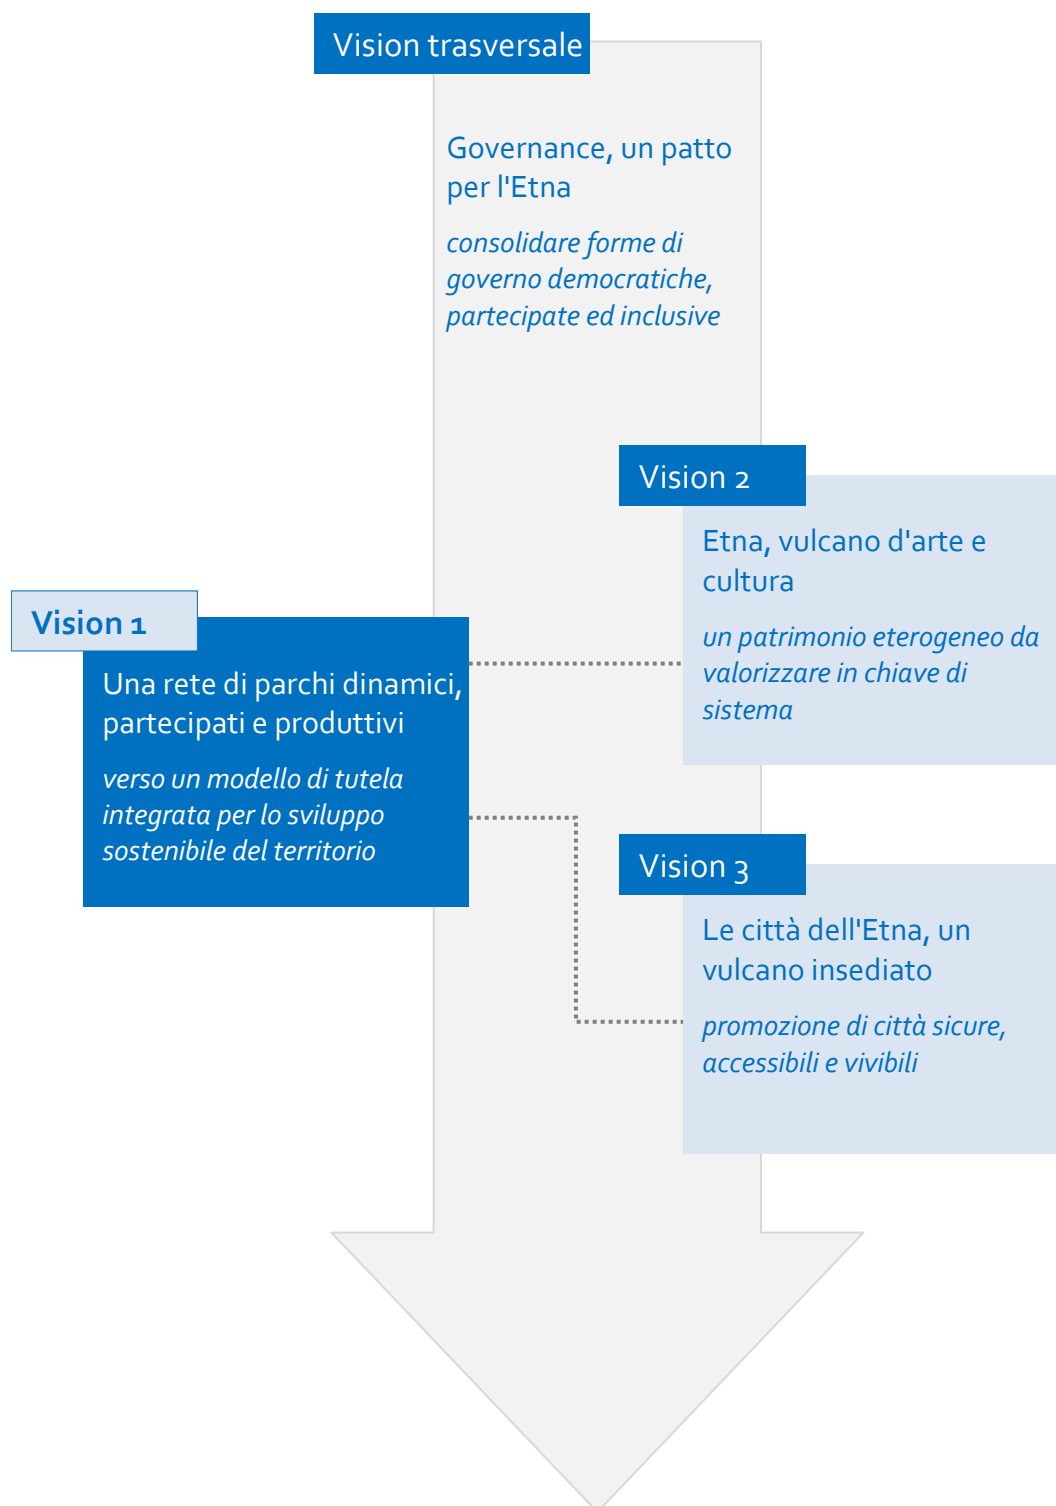 Vision trasversale
Governance, un patto
per l'Etna
consolidare forme di
governo democratiche,
partecipate ed inclusive
Vision 2
Etna, vulcano d'arte e
cultura
un patrimonio eterogeneo da
valorizzare in chiave di
sistema
Vision 1
Una rete di parchi dinamici,
partecipati e produttivi
verso un modello di tutela
integrata per lo sviluppo
sostenibile del territorio
Vision 3
Le città dell'Etna, un
vulcano insediato
promozione di città sicure,
accessibili e vivibili